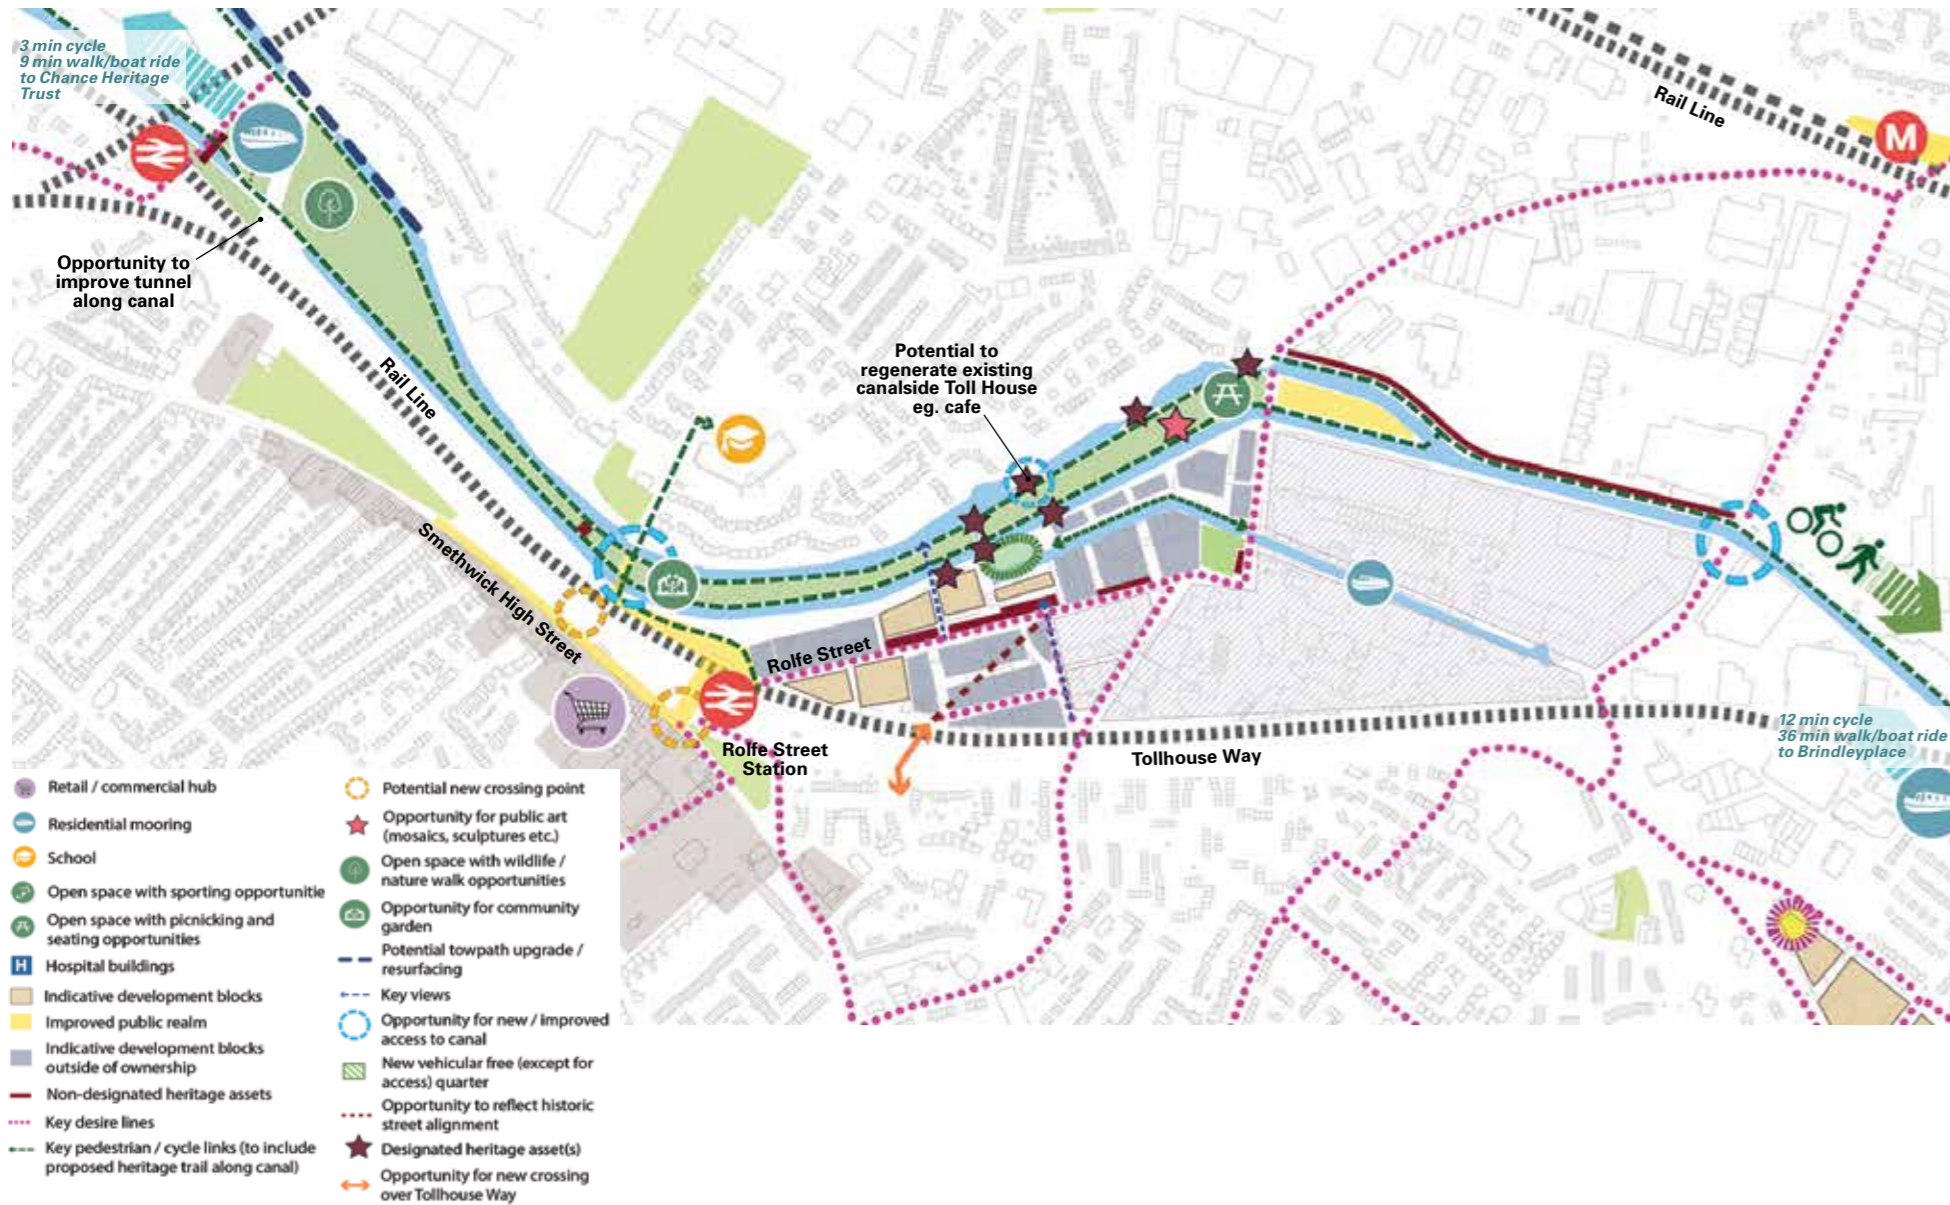 3 min cycle
9 min walk/boat ride
to Chance Heritage
Trust
Rail Line
M
Opportunity to
improve tunnel
along canal
Rail Line
Potential to
regenerate existing
canalside Toll House
eg. cafe
Smethwick High Street
Rolfe Street
Rolfe Street
Station
Tollhouse Way
12 min cycle
36 min walk/boat ride
to Brindleyplace
Retail / commercial hub
Residential mooring
School
Open space with sporting opportunitie
Open space with picnicking and
seating opportunities
H
Hospital buildings
Indicative development blocks
Improved public realm
Indicative development blocks
outside of ownership
Non-designated heritage assets
Key desire lines
Key pedestrian / cycle links (to include
proposed heritage trail along canal)
Potential new crossing point
Opportunity for public art
(mosaics, sculptures etc.)
Open space with wildlife /
nature walk opportunities
Opportunity for community
garden
Potential towpath upgrade /
resurfacing
Key views
Opportunity for new / improved
access to canal
New vehicular free (except for
access) quarter
Opportunity to reflect historic
street alignment
Designated heritage asset(s)
Opportunity for new crossing
over Tollhouse Way